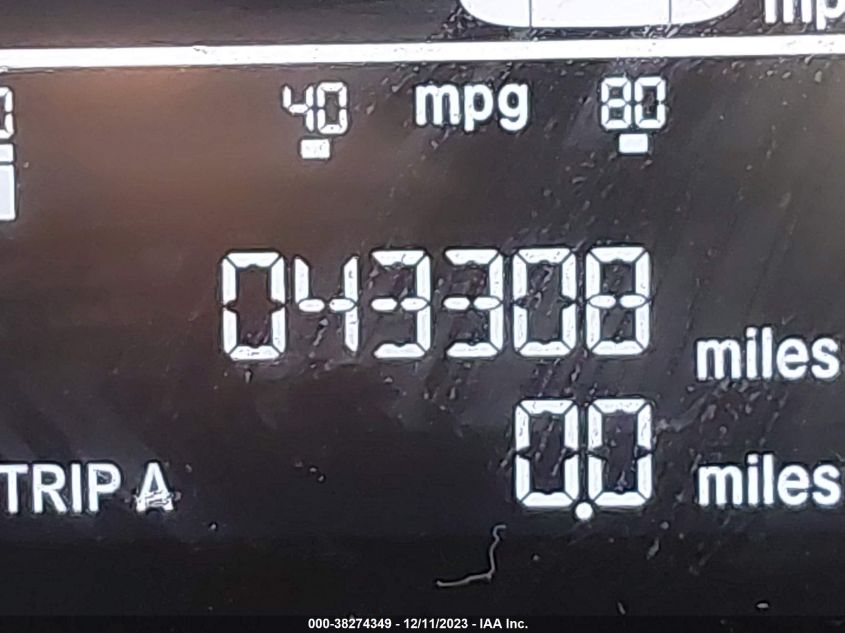 40 mpg 80
043308 miles
TRIP A 0.0 miles
000-38274349 - 12/11/2023 - IAA Inc.